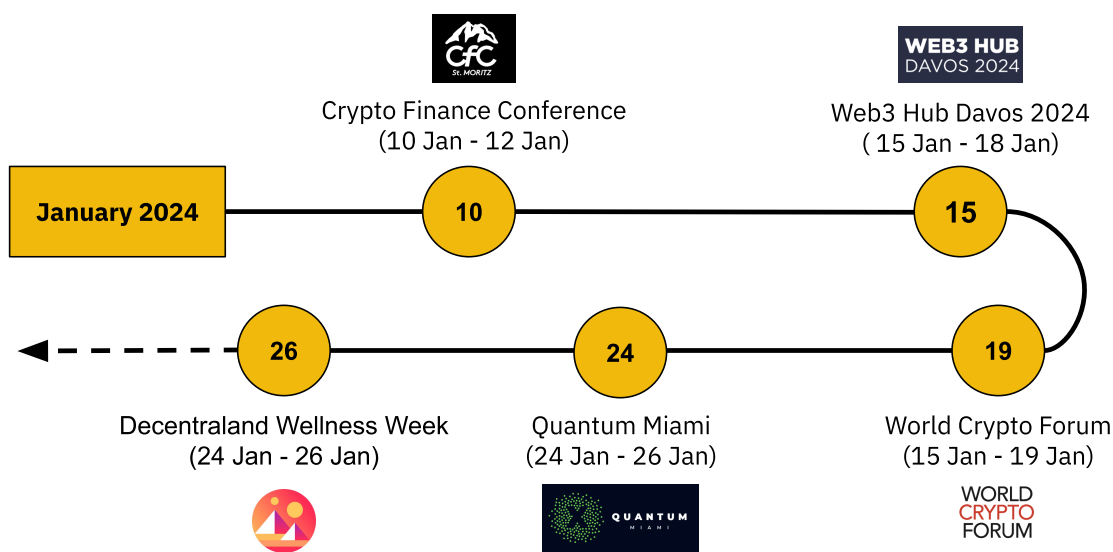 CfC
St. MORITZ
WEB3 HUB
DAVOS 2024
Crypto Finance Conference
(10 Jan - 12 Jan)
Web3 Hub Davos 2024
( 15 Jan - 18 Jan)
January 2024
10
15
26
24
19
Decentraland Wellness Week
(24 Jan - 26 Jan)
Quantum Miami
(24 Jan - 26 Jan)
World Crypto Forum
(15 Jan - 19 Jan)
X QUANTUM
MIAMI
WORLD
CRYPTO
FORUM